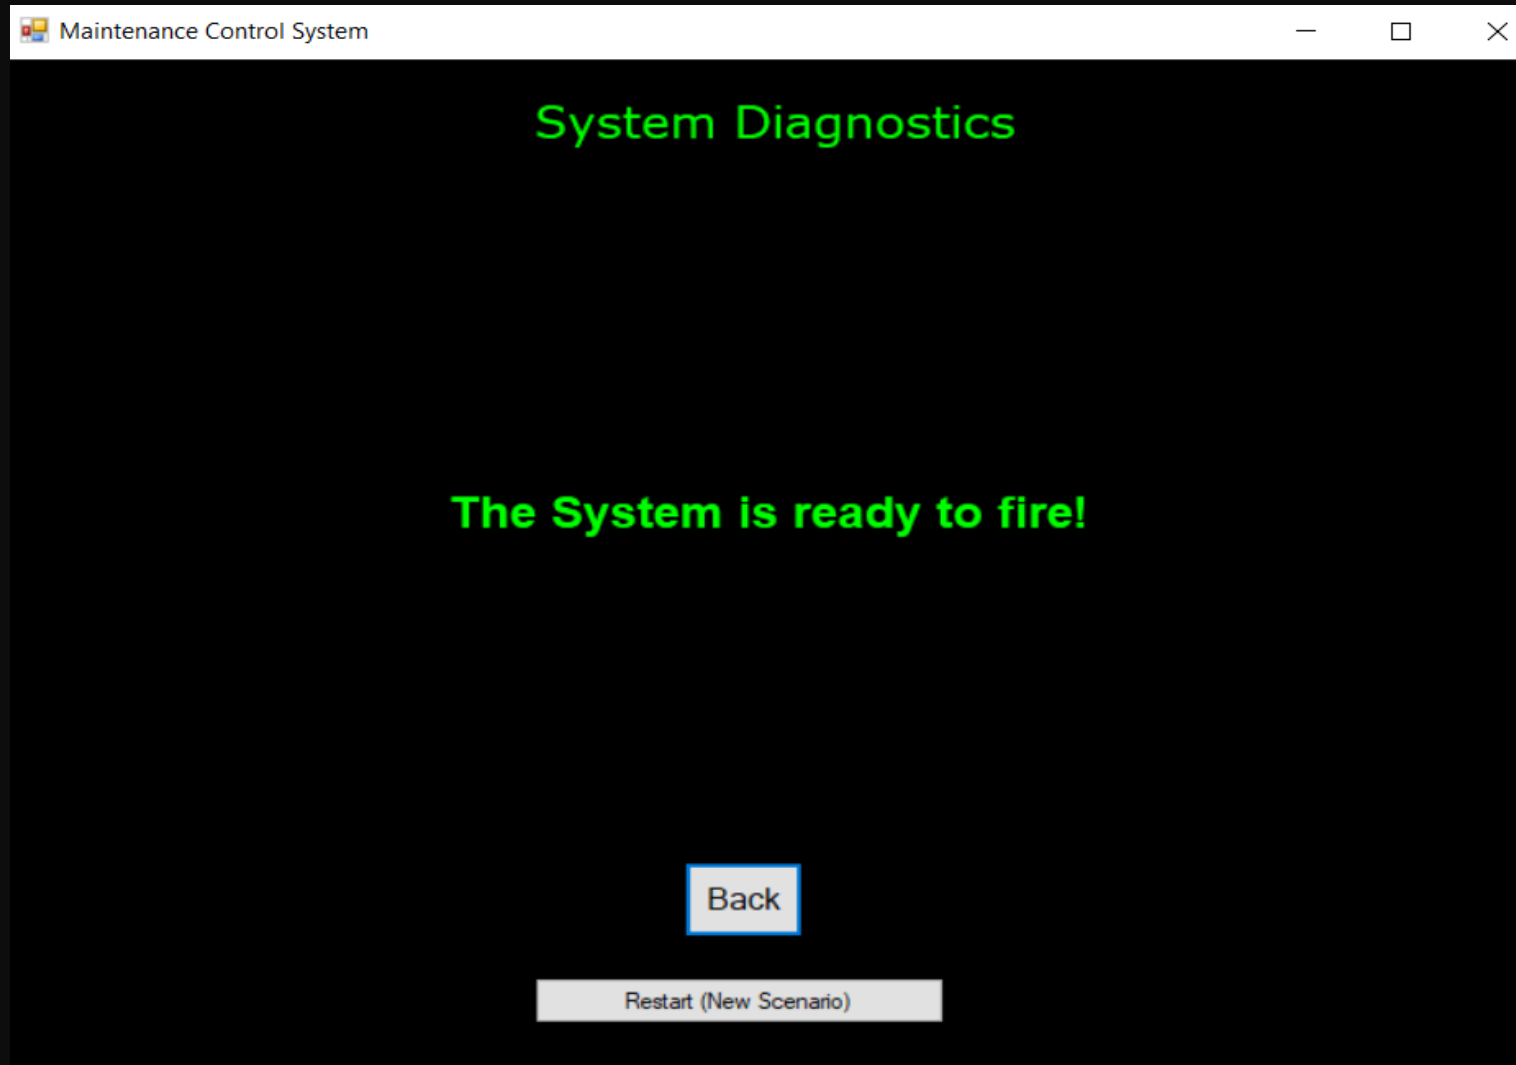 Maintenance Control System
System Diagnostics
The System is ready to fire!
Back
Restart (New Scenario)